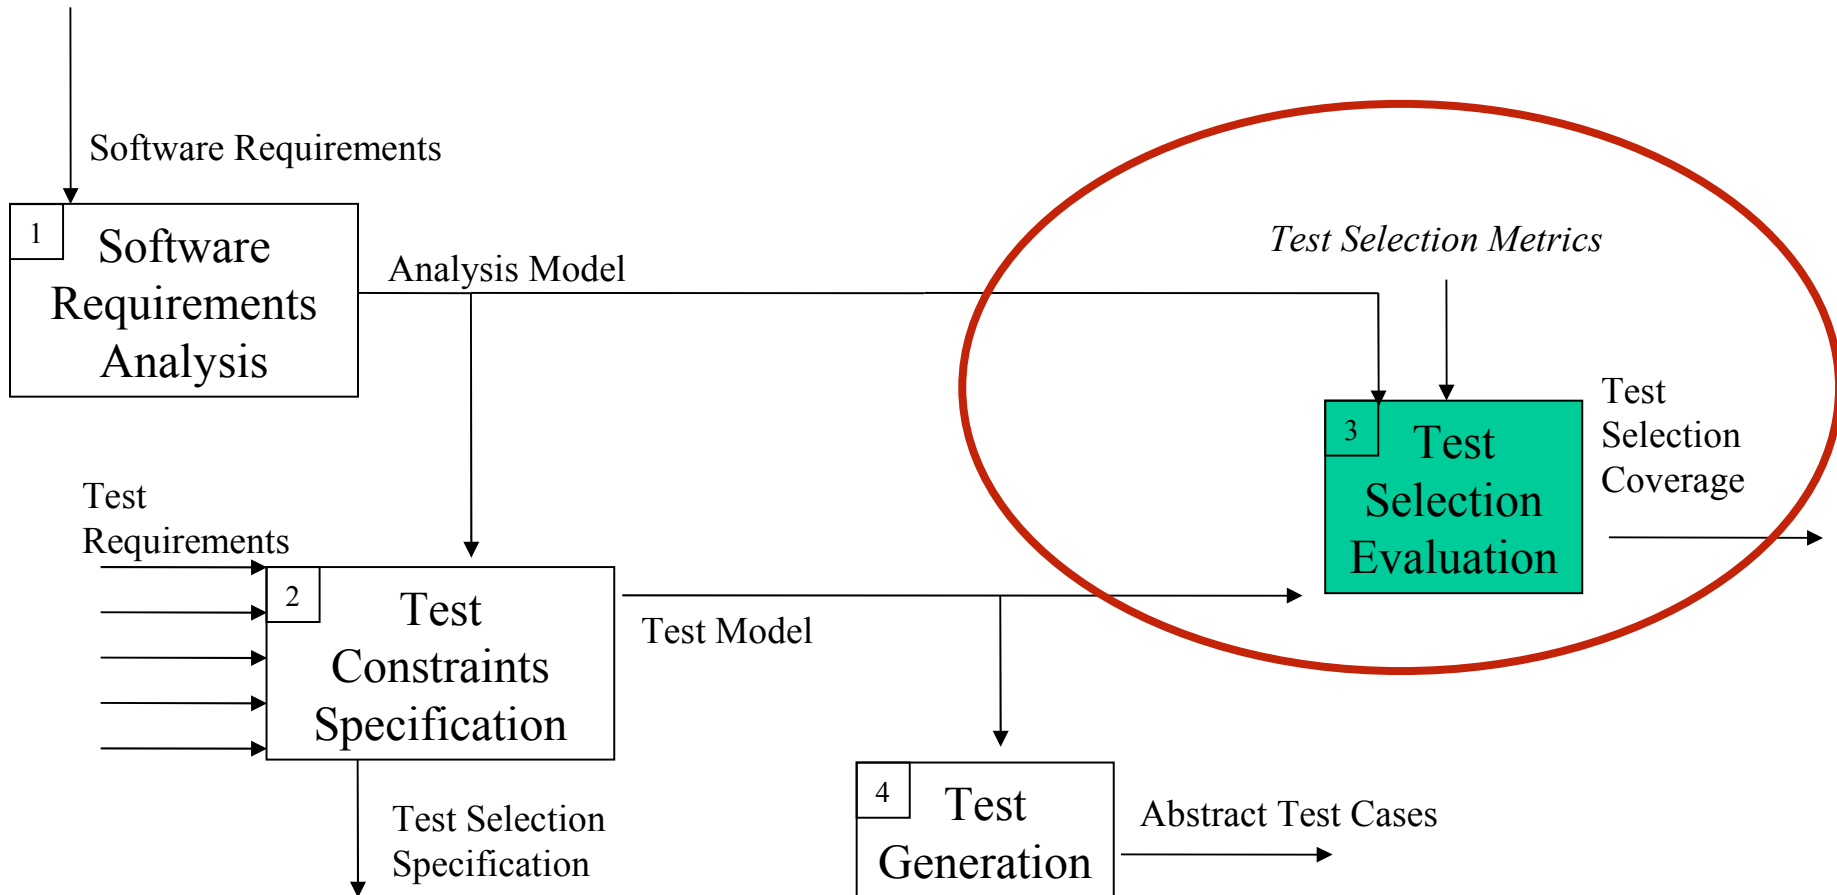 Software Requirements
1
Software
Requirements
Analysis
Analysis Model
Test Selection Metrics
3
Test
Selection
Evaluation
Test
Selection
Coverage
Test
Requirements
2
Test
Constraints
Specification
Test Model
Test Selection
Specification
4
Test
Generation
Abstract Test Cases